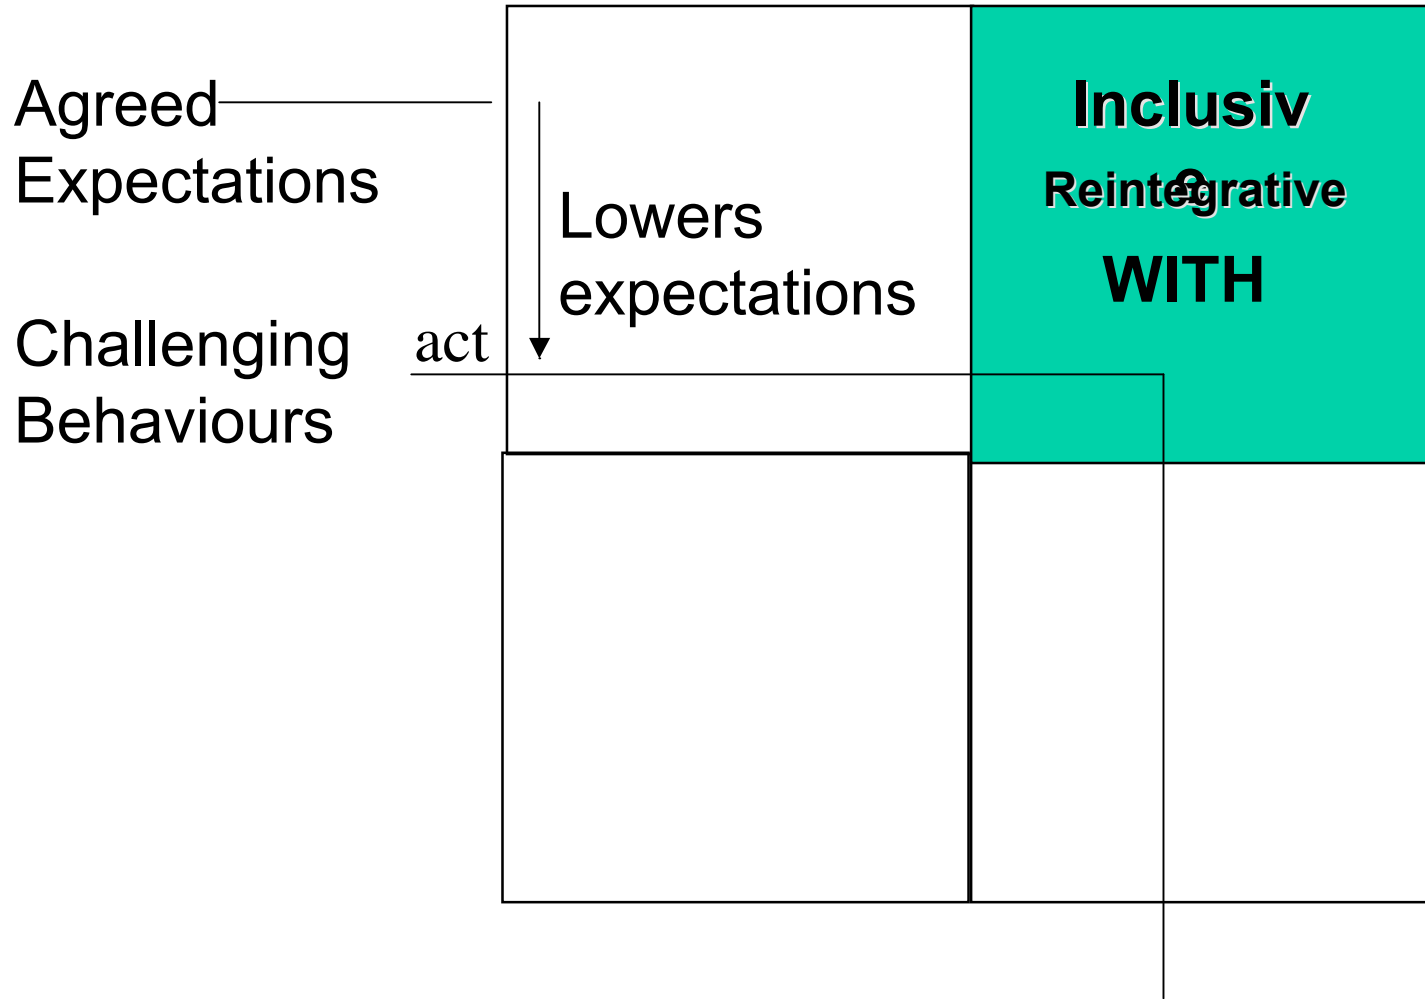 Agreed
Expectations
Challenging
Behaviours
act
Lowers
expectations
Inclusiv
e
Reintegrative
WITH